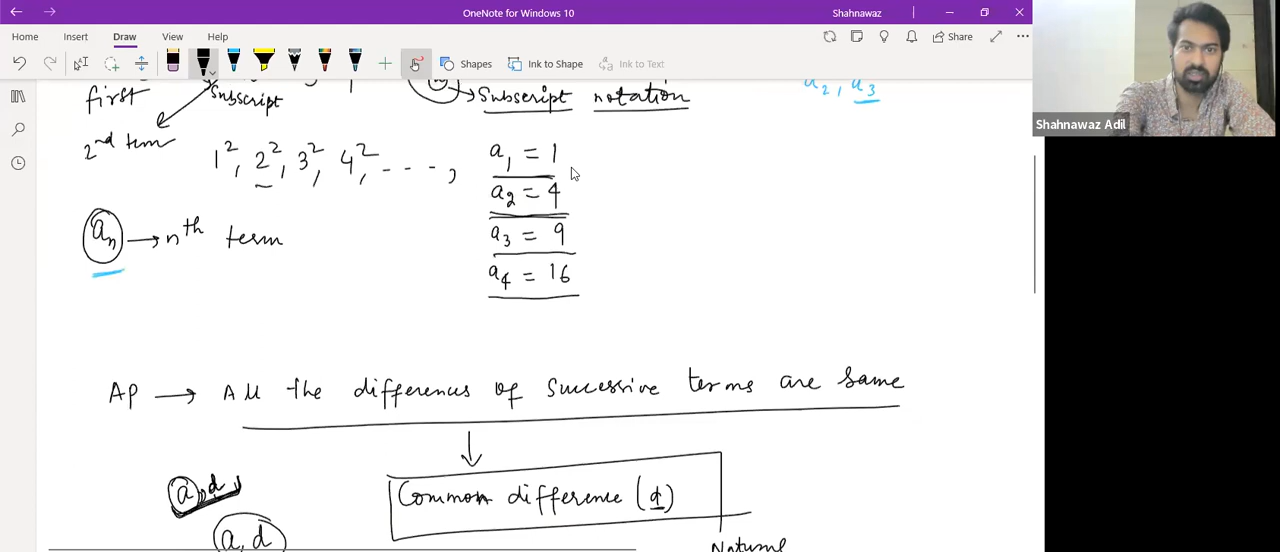 OneNote for Windows 10
Shahnawaz
Home Insert Draw View Help
Share
Shapes Ink to Shape Ink to Text
first
Subscript
Subscript notation
a2, a3
Shahnawaz Adil
2nd term
1², 2², 3², 4², - - - ,
a1 = 1
a2 = 4
an → nth term
a3 = 9
a4 = 16
AP → All the differences of successive terms are same
a, d,
Common difference (d)
a, d
Natural